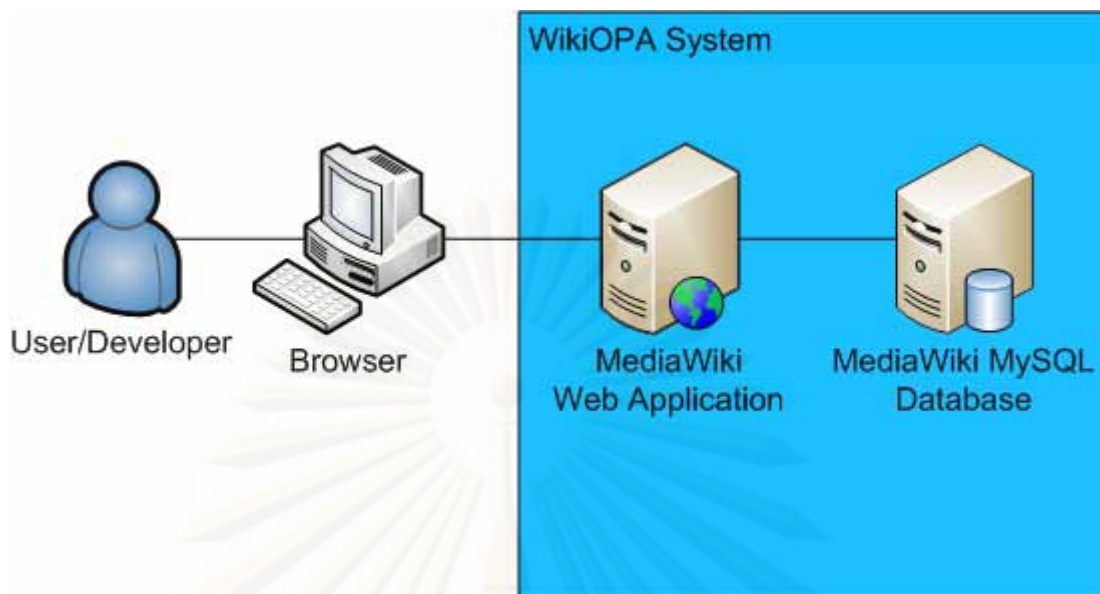 WikiOPA System
User/Developer
Browser
MediaWiki
Web Application
MediaWiki MySQL
Database